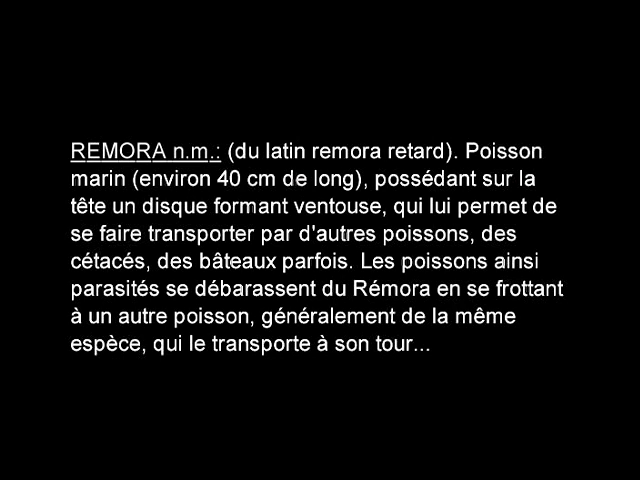 REMORA n.m.: (du latin remora retard). Poisson
marin (environ 40 cm de long), possédant sur la
tête un disque formant ventouse, qui lui permet de
se faire transporter par d'autres poissons, des
cétacés, des bâteaux parfois. Les poissons ainsi
parasités se débarassent du Rémora en se frottant
à un autre poisson, généralement de la même
espèce, qui le transporte à son tour...